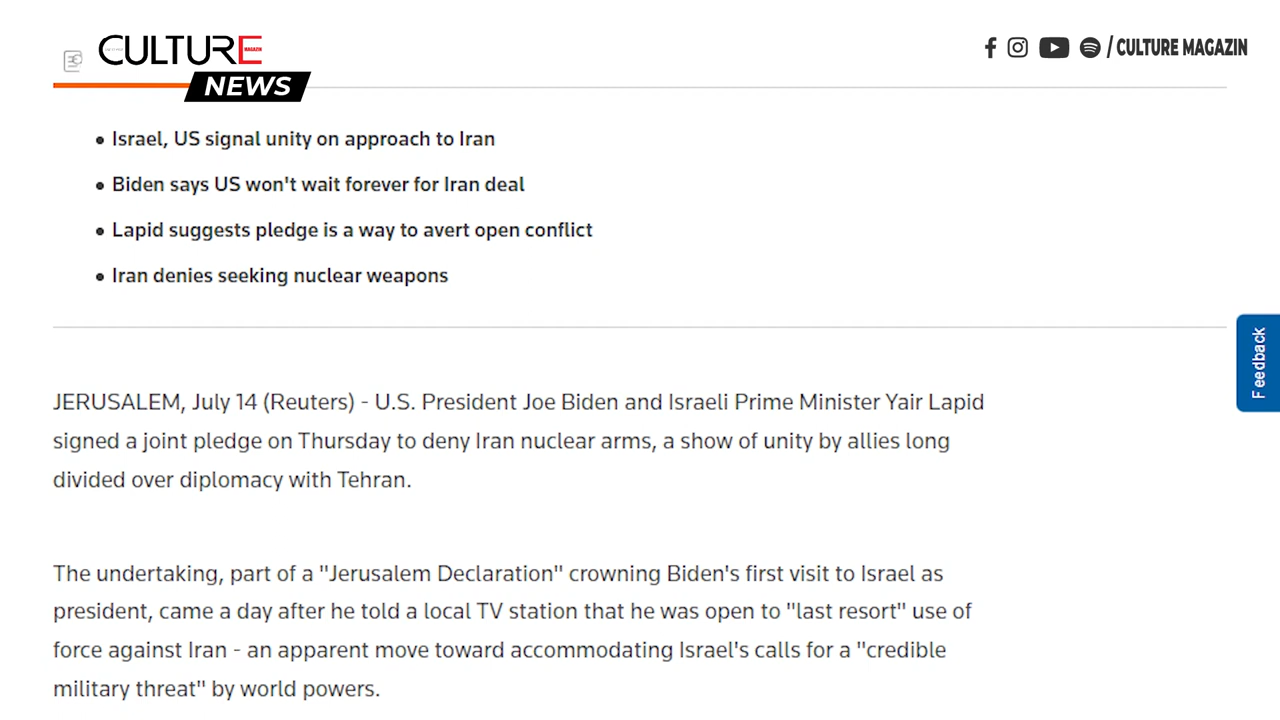 CULTURE
MAGAZIN
NEWS
/ CULTURE MAGAZIN
• Israel, US signal unity on approach to Iran
• Biden says US won't wait forever for Iran deal
• Lapid suggests pledge is a way to avert open conflict
• Iran denies seeking nuclear weapons
Feedback
JERUSALEM, July 14 (Reuters) - U.S. President Joe Biden and Israeli Prime Minister Yair Lapid
signed a joint pledge on Thursday to deny Iran nuclear arms, a show of unity by allies long
divided over diplomacy with Tehran.
The undertaking, part of a "Jerusalem Declaration" crowning Biden's first visit to Israel as
president, came a day after he told a local TV station that he was open to "last resort" use of
force against Iran - an apparent move toward accommodating Israel's calls for a "credible
military threat" by world powers.